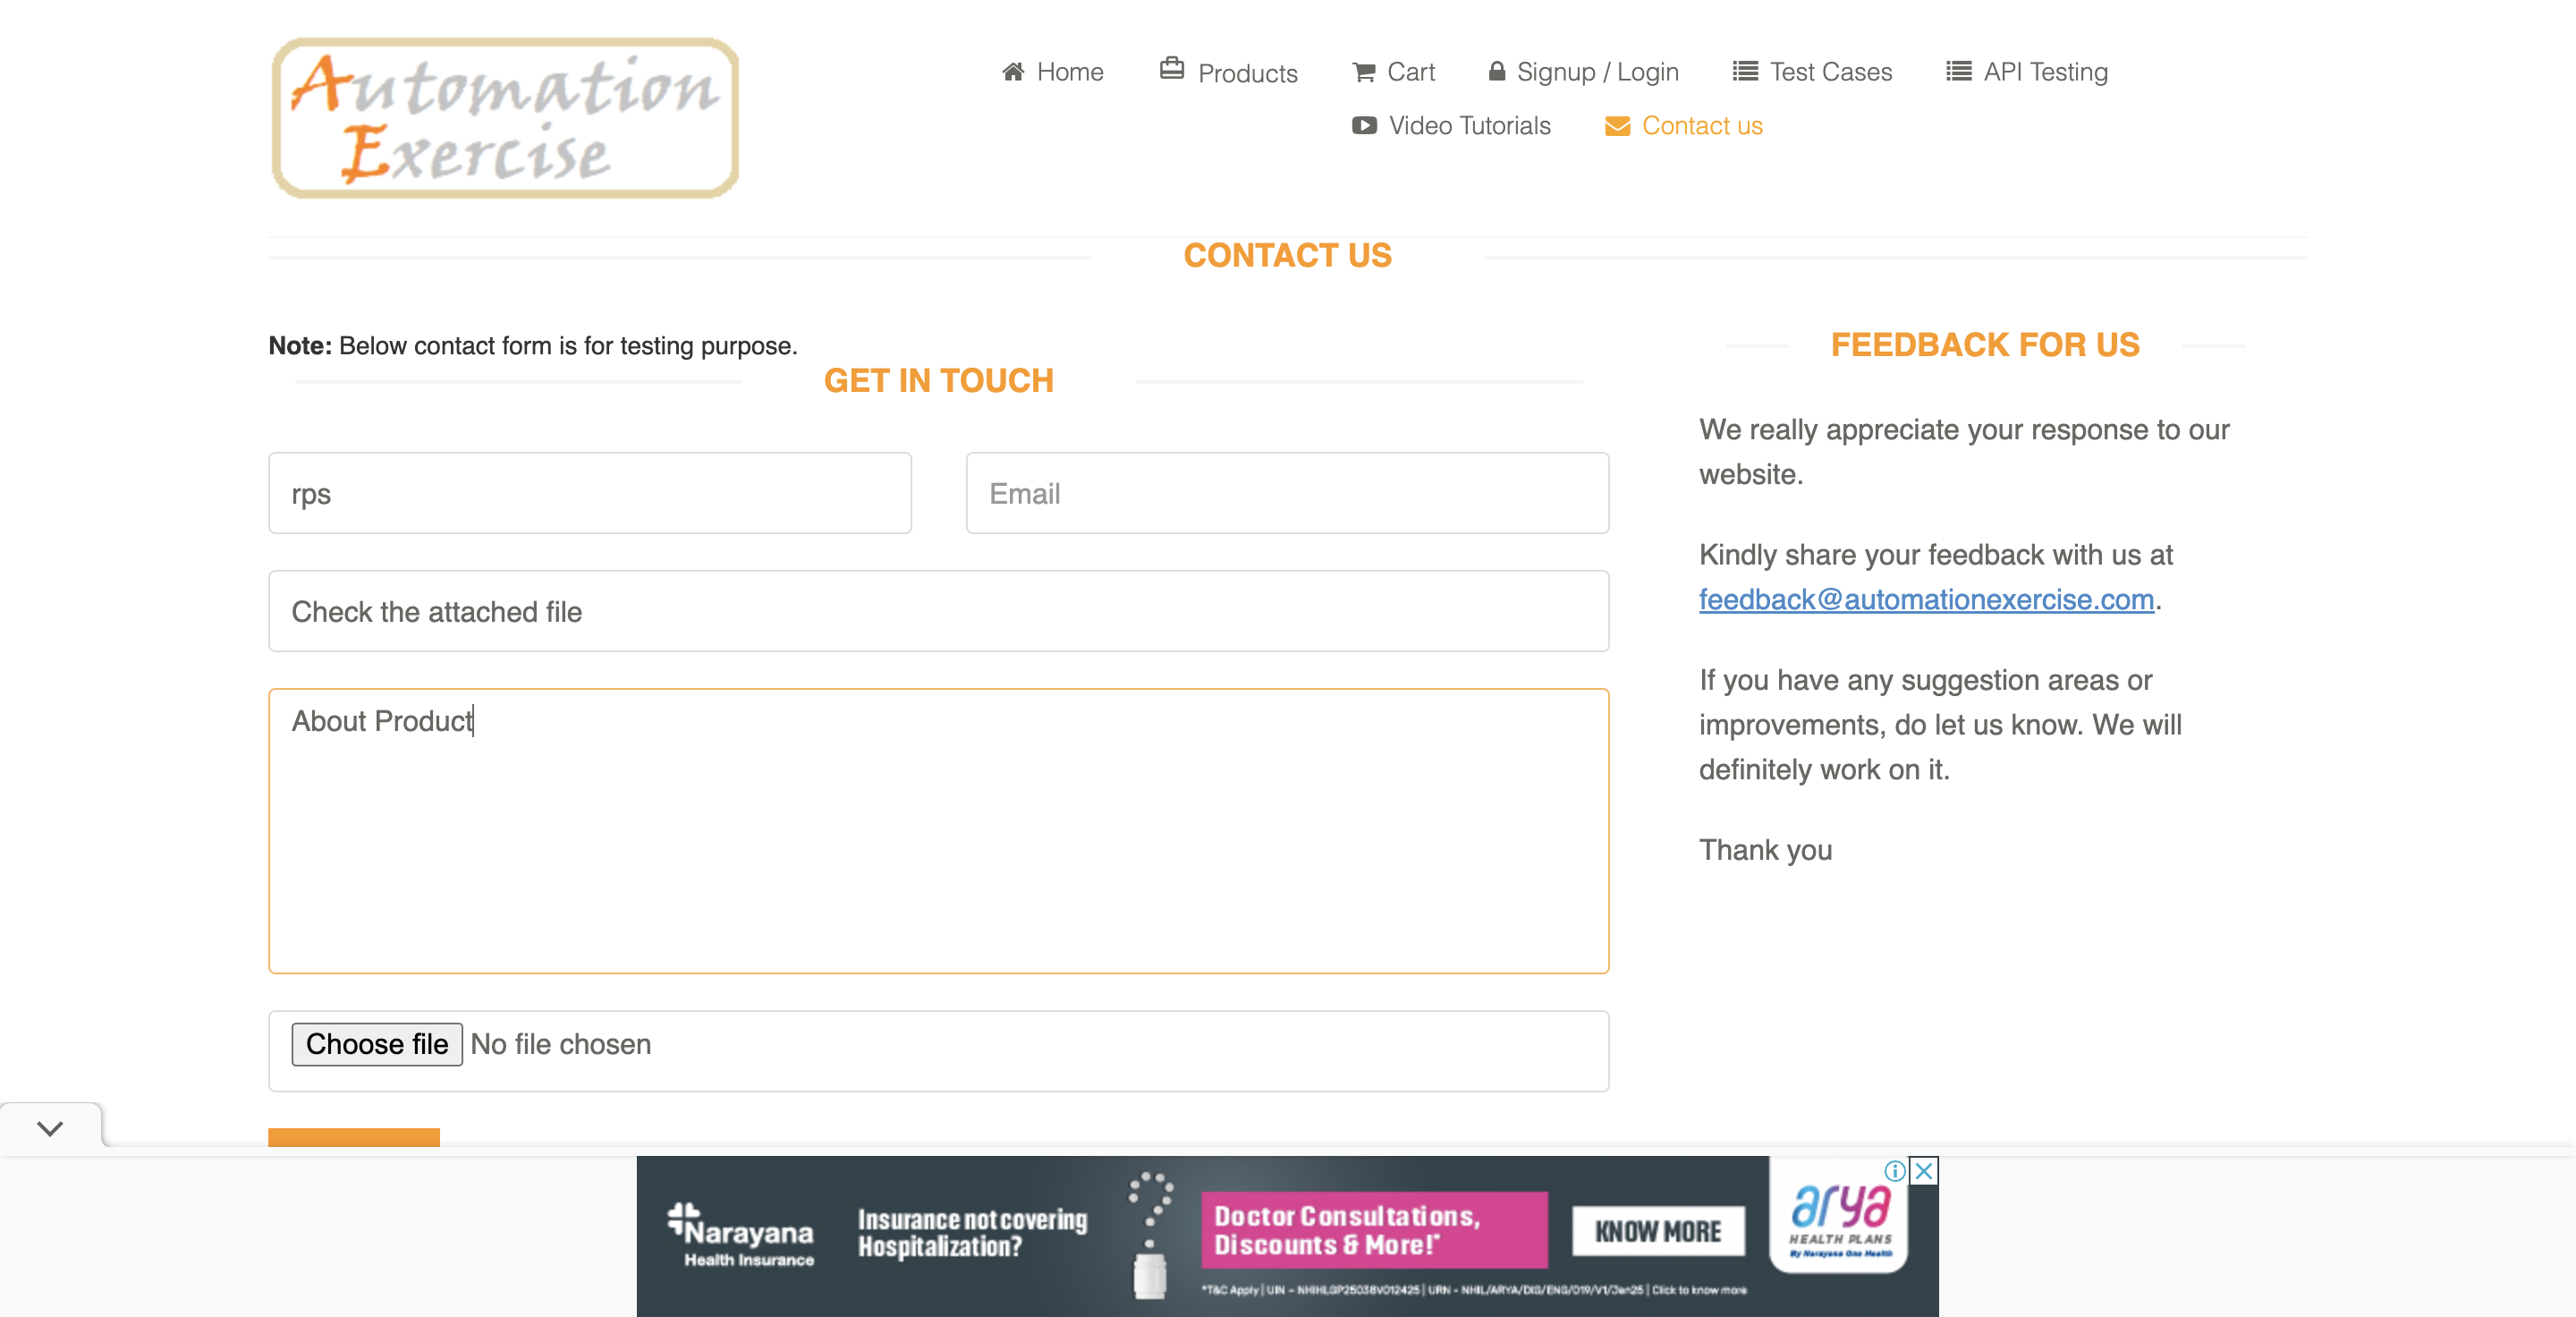 Automation
Exercise
Home
Products
Cart
Signup / Login
Test Cases
API Testing
Video Tutorials
Contact us
CONTACT US
Note: Below contact form is for testing purpose.
GET IN TOUCH
rps
Email
Check the attached file
About Product
Choose file No file chosen
FEEDBACK FOR US
We really appreciate your response to our
website.
Kindly share your feedback with us at
feedback@automationexercise.com.
If you have any suggestion areas or
improvements, do let us know. We will
definitely work on it.
Thank you
Narayana
Health Insurance
Insurance not covering
Hospitalization?
Doctor Consultations,
Discounts & More!*
*T&C Apply | UIN – NHIHLGP25038V012425 | URN - NHIL/ARYA/DIS/ENG/019/V1/Jan25 | Click to know more
KNOW MORE
arya
HEALTH PLANS
By Narayana One Health